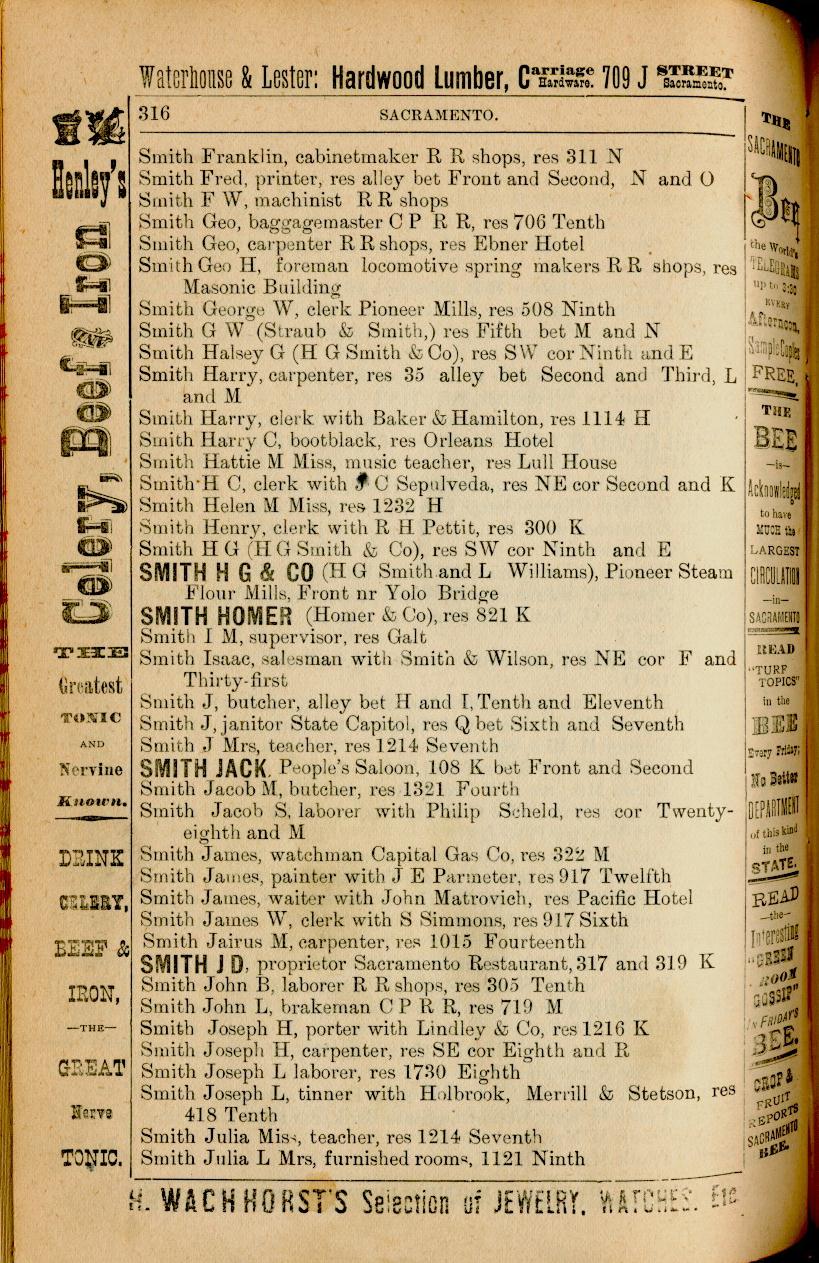 Waterhouse & Lester: Hardwood Lumber, Carriage Hardware. 709 J STREET Sacramento.
316 SACRAMENTO.
Smith Franklin, cabinetmaker R R shops, res 311 N
Smith Fred, printer, res alley bet Front and Second, N and O
Smith F W, machinist R R shops
Smith Geo, baggagemaster C P R R, res 706 Tenth
Smith Geo, carpenter R R shops, res Ebner Hotel
Smith Geo H, foreman locomotive spring makers R R shops, res
Masonic Building
Smith George W, clerk Pioneer Mills, res 508 Ninth
Smith G W (Straub & Smith,) res Fifth bet M and N
Smith Halsey G (H G Smith & Co), res SW cor Ninth and E
Smith Harry, carpenter, res 35 alley bet Second and Third, L
and M
Smith Harry, clerk with Baker & Hamilton, res 1114 H
Smith Harry C, bootblack, res Orleans Hotel
Smith Hattie M Miss, music teacher, res Lull House
Smith H C, clerk with C Sepulveda, res NE cor Second and K
Smith Helen M Miss, res 1232 H
Smith Henry, clerk with R H Pettit, res 300 K
Smith H G (H G Smith & Co), res SW cor Ninth and E
SMITH H G & CO (H G Smith and L Williams), Pioneer Steam
Flour Mills, Front nr Yolo Bridge
SMITH HOMER (Homer & Co), res 821 K
Smith I M, supervisor, res Galt
Smith Isaac, salesman with Smith & Wilson, res NE cor F and
Thirty-first
Smith J, butcher, alley bet H and I, Tenth and Eleventh
Smith J, janitor State Capitol, res Q bet Sixth and Seventh
Smith J Mrs, teacher, res 1214 Seventh
SMITH JACK, People's Saloon, 108 K bet Front and Second
Smith Jacob M, butcher, res 1321 Fourth
Smith Jacob S, laborer with Philip Scheld, res cor Twenty-
eighth and M
Smith James, watchman Capital Gas Co, res 322 M
Smith James, painter with J E Parmeter, res 917 Twelfth
Smith James, waiter with John Matrovich, res Pacific Hotel
Smith James W, clerk with S Simmons, res 917 Sixth
Smith Jairus M, carpenter, res 1015 Fourteenth
SMITH J D, proprietor Sacramento Restaurant, 317 and 319 K
Smith John B, laborer R R shops, res 305 Tenth
Smith John L, brakeman C P R R, res 719 M
Smith Joseph H, porter with Lindley & Co, res 1216 K
Smith Joseph H, carpenter, res SE cor Eighth and R
Smith Joseph L laborer, res 1730 Eighth
Smith Joseph L, tinner with Holbrook, Merrill & Stetson, res
418 Tenth
Smith Julia Miss, teacher, res 1214 Seventh
Smith Julia L Mrs, furnished rooms, 1121 Ninth
H. WACHHORST'S Selection of JEWELRY, WATCHES, Etc
Henley's
Celery, Beef & Iron
THE
Greatest
TONIC
AND
Nervine
Known.
DRINK
CELERY,
BEEF &
IRON,
—THE—
GREAT
Nerve
TONIC.
THE
SACRAMENTO
BEE
the World's
TELEGRAMS
up to 3:30
EVERY
Afternoon,
Sample Copies
FREE,
THE
BEE
—is—
Acknowledged
to have
MUCH the
LARGEST
CIRCULATION
—in—
SACRAMENTO
READ
"TURF
TOPICS"
in the
BEE
Every Friday;
No Better
DEPARTMENT
of this kind
in the
STATE.
READ
—the—
Interesting
"GREEN
ROOM
GOSSIP"
IN FRIDAY'S
BEE.
CROP &
FRUIT
REPORTS
SACRAMENTO
BEE.